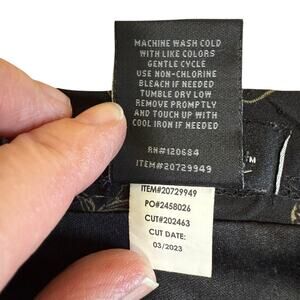 MACHINE WASH COLD
WITH LIKE COLORS
GENTLE CYCLE
USE NON-CHLORINE
BLEACH IF NEEDED
TUMBLE DRY LOW
REMOVE PROMPTLY
AND TOUCH UP WITH
COOL IRON IF NEEDED
RN#120684
ITEM#20729949
TM
ITEM#20729949
PO#2458026
CUT#202463
CUT DATE:
03/2023